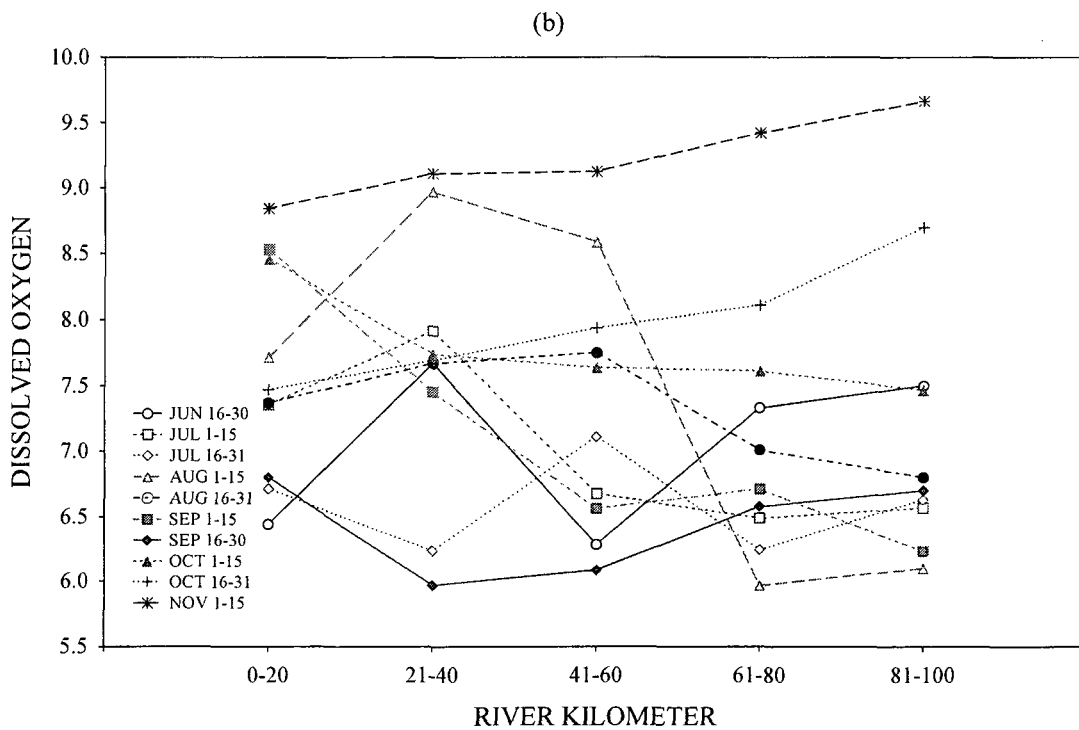 (b)
10.0
9.5
9.0
8.5
8.0
7.5
7.0
6.5
6.0
5.5
DISSOLVED OXYGEN
JUN 16-30
JUL 1-15
JUL 16-31
AUG 1-15
AUG 16-31
SEP 1-15
SEP 16-30
OCT 1-15
OCT 16-31
NOV 1-15
0-20 21-40 41-60 61-80 81-100
RIVER KILOMETER